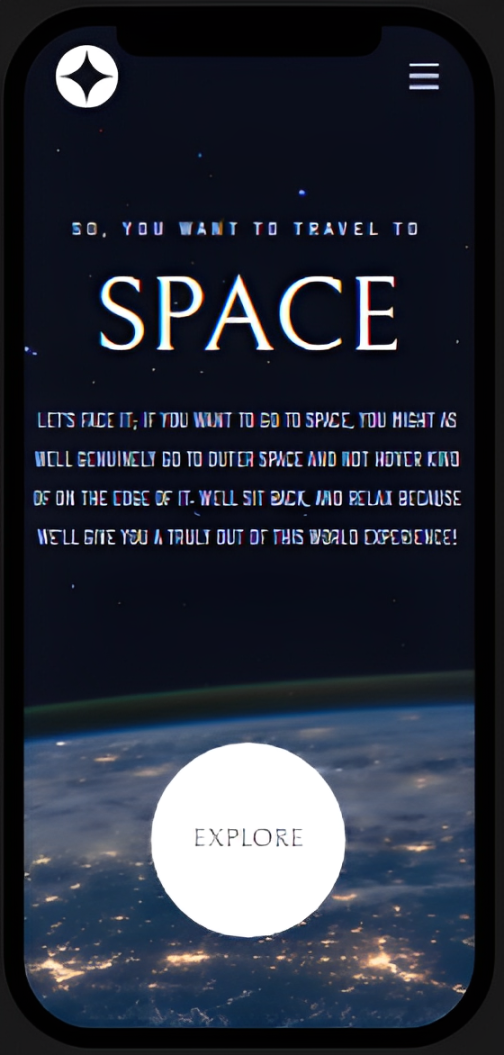 SO, YOU WANT TO TRAVEL TO
SPACE
LET'S FACE IT; IF YOU WANT TO GO TO SPACE, YOU MIGHT AS
WELL GENUINELY GO TO OUTER SPACE AND NOT HOVER KIND
OF ON THE EDGE OF IT. WELL SIT BACK, AND RELAX BECAUSE
WE'LL GIVE YOU A TRULY OUT OF THIS WORLD EXPERIENCE!
EXPLORE